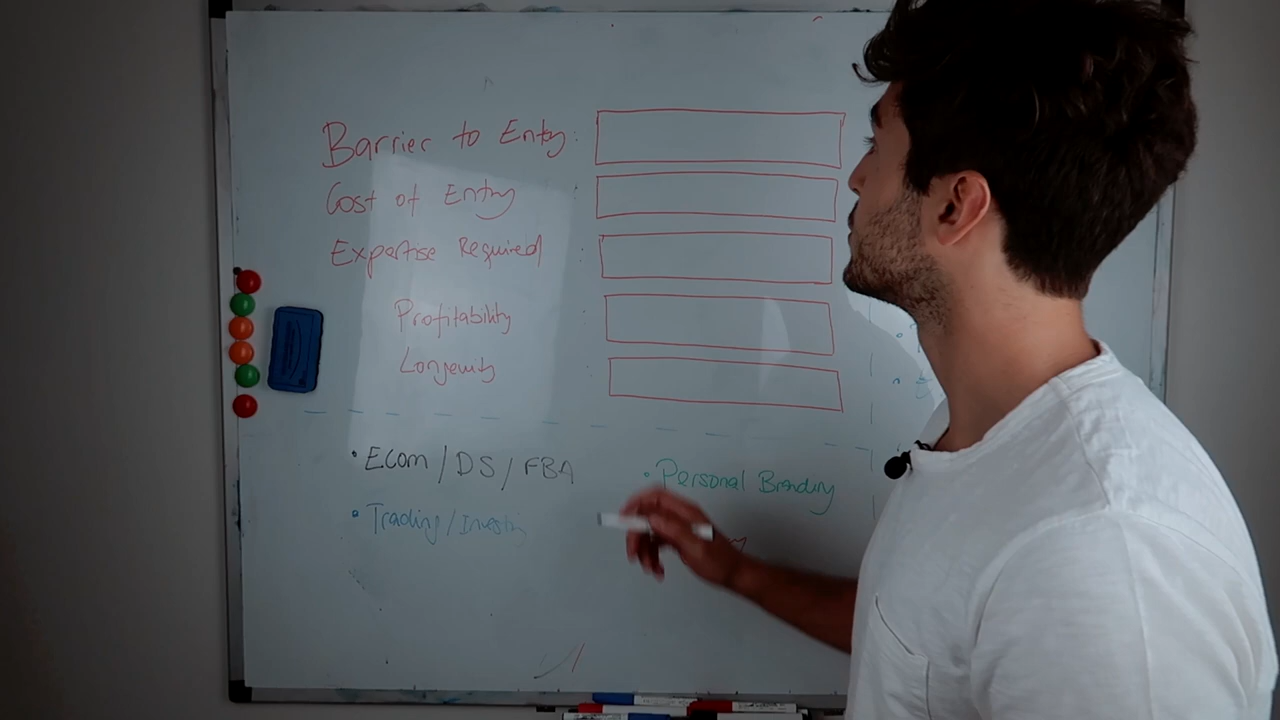 Barrier to Entry:
Cost of Entry :
Expertise Required :
Profitability :
Longevity :
• Ecom / DS / FBA
• Personal Branding
• Trading / Investing